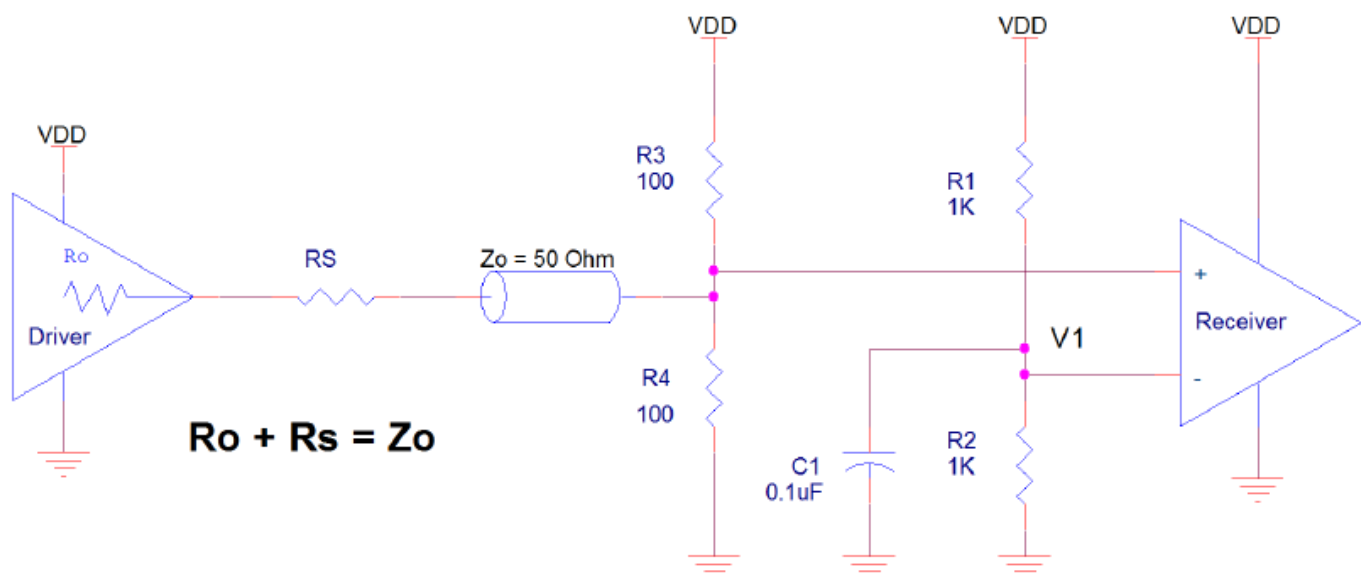 VDD
VDD
VDD
VDD
R3
100
R1
1K
Ro
RS
Zo = 50 Ohm
+
Driver
Receiver
V1
-
R4
100
Ro + Rs = Zo
R2
1K
C1
0.1uF